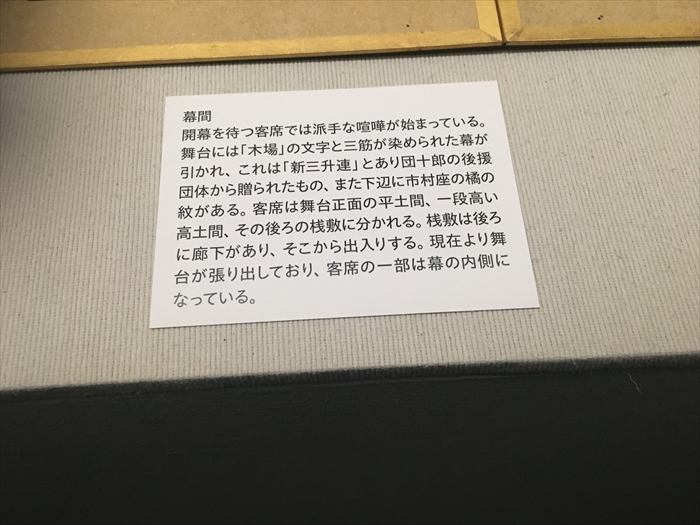 幕間
開幕を待つ客席では派手な喧嘩が始まっている。
舞台には「木場」の文字と三筋が染められた幕が
引かれ、これは「新三升連」とあり団十郎の後援
団体から贈られたもの、また下辺に市村座の橘の
紋がある。客席は舞台正面の平土間、一段高い
高土間、その後ろの桟敷に分かれる。桟敷は後ろ
に廊下があり、そこから出入りする。現在より舞
台が張り出しており、客席の一部は幕の内側に
なっている。